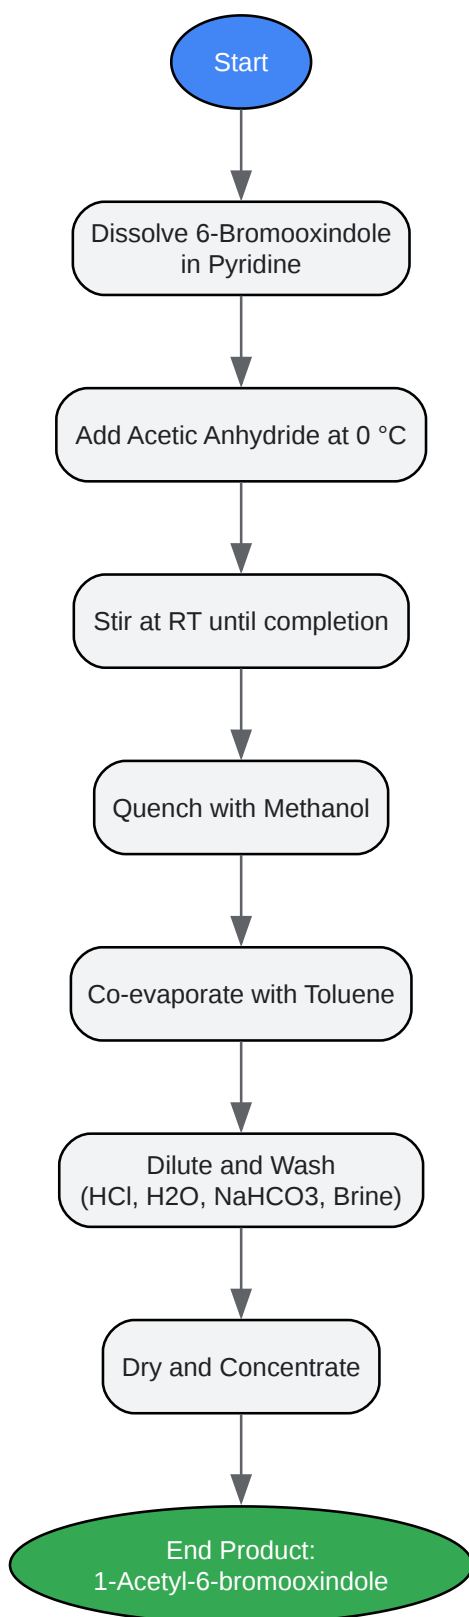 Start
Dissolve 6-Bromooxindole
in Pyridine
Add Acetic Anhydride at 0 °C
Stir at RT until completion
Quench with Methanol
Co-evaporate with Toluene
Dilute and Wash
(HCl, H2O, NaHCO3, Brine)
Dry and Concentrate
End Product:
1-Acetyl-6-bromooxindole